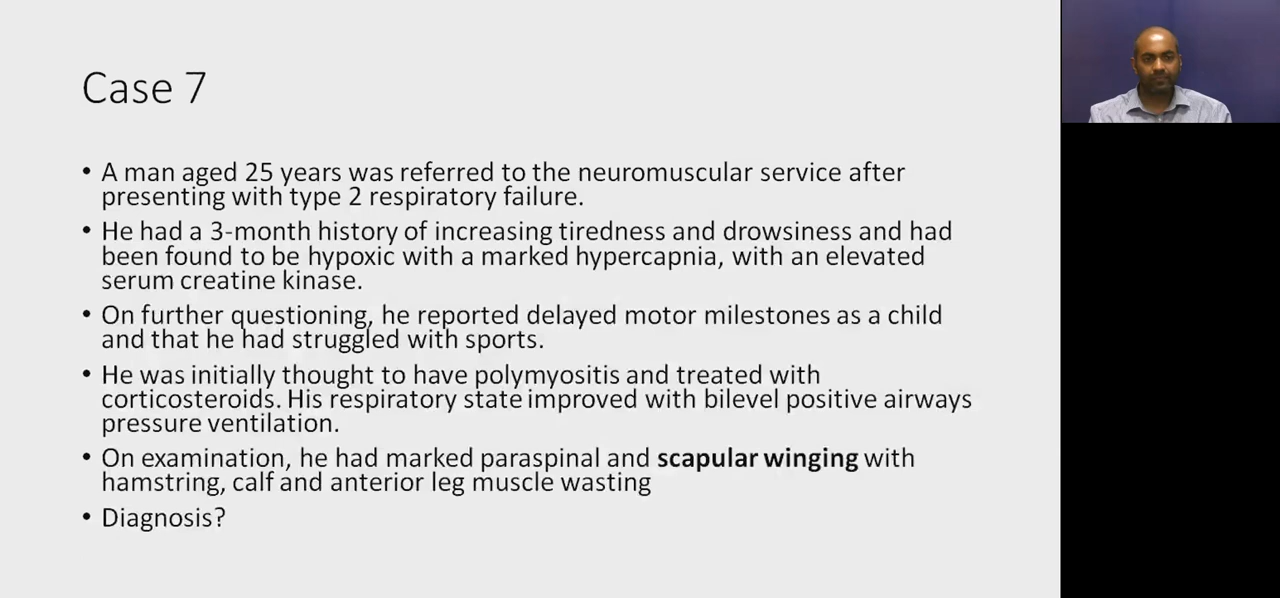 Case 7
• A man aged 25 years was referred to the neuromuscular service after
presenting with type 2 respiratory failure.
• He had a 3-month history of increasing tiredness and drowsiness and had
been found to be hypoxic with a marked hypercapnia, with an elevated
serum creatine kinase.
• On further questioning, he reported delayed motor milestones as a child
and that he had struggled with sports.
• He was initially thought to have polymyositis and treated with
corticosteroids. His respiratory state improved with bilevel positive airways
pressure ventilation.
• On examination, he had marked paraspinal and scapular winging with
hamstring, calf and anterior leg muscle wasting
• Diagnosis?